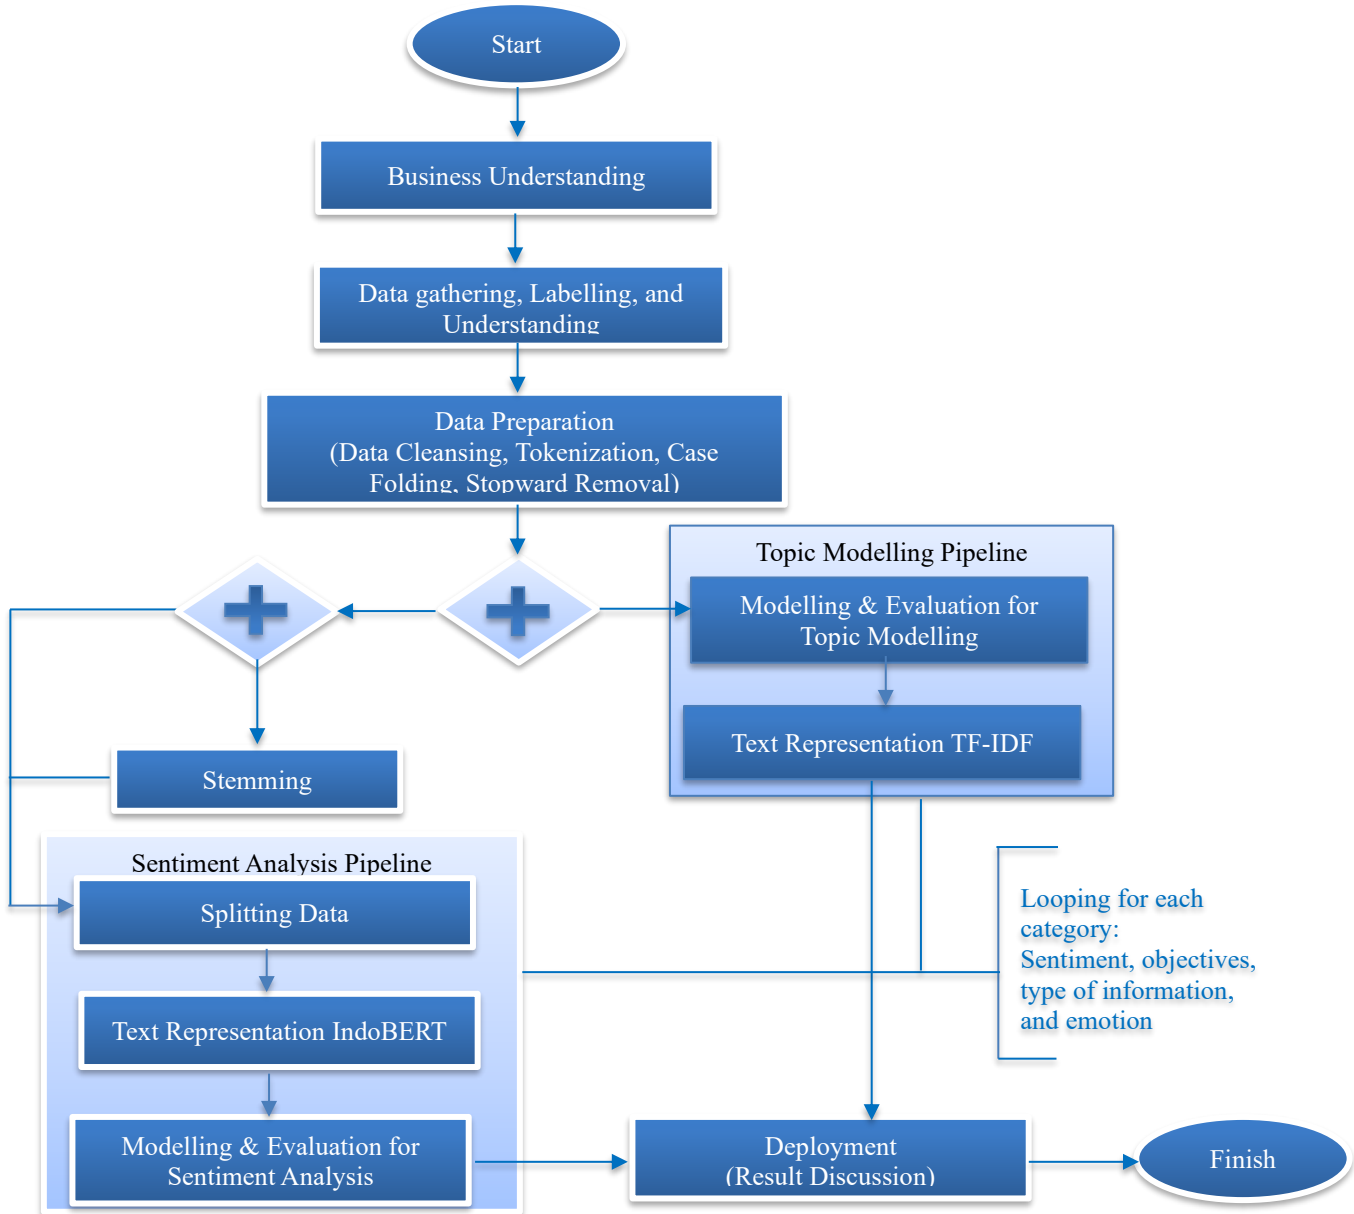 Start
Business Understanding
Data gathering, Labelling, and
Understanding
Data Preparation
(Data Cleansing, Tokenization, Case
Folding, Stopward Removal)
Topic Modelling Pipeline
Modelling & Evaluation for
Topic Modelling
Text Representation TF-IDF
Stemming
Sentiment Analysis Pipeline
Splitting Data
Text Representation IndoBERT
Modelling & Evaluation for
Sentiment Analysis
Looping for each
category:
Sentiment, objectives,
type of information,
and emotion
Deployment
(Result Discussion)
Finish